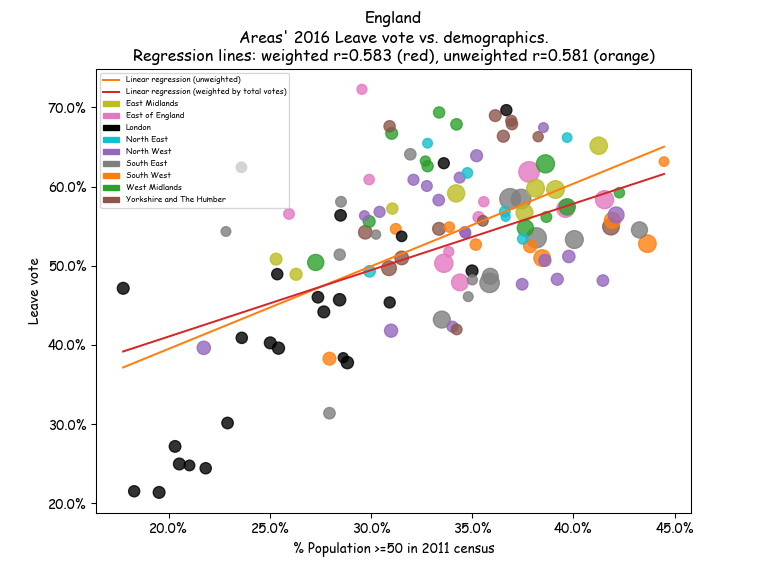 England
Areas' 2016 Leave vote vs. demographics.
Regression lines: weighted r=0.583 (red), unweighted r=0.581 (orange)
Linear regression (unweighted)
Linear regression (weighted by total votes)
East Midlands
East of England
London
North East
North West
South East
South West
West Midlands
Yorkshire and The Humber
70.0%
60.0%
50.0%
40.0%
30.0%
20.0%
Leave vote
20.0% 25.0% 30.0% 35.0% 40.0% 45.0%
% Population >=50 in 2011 census